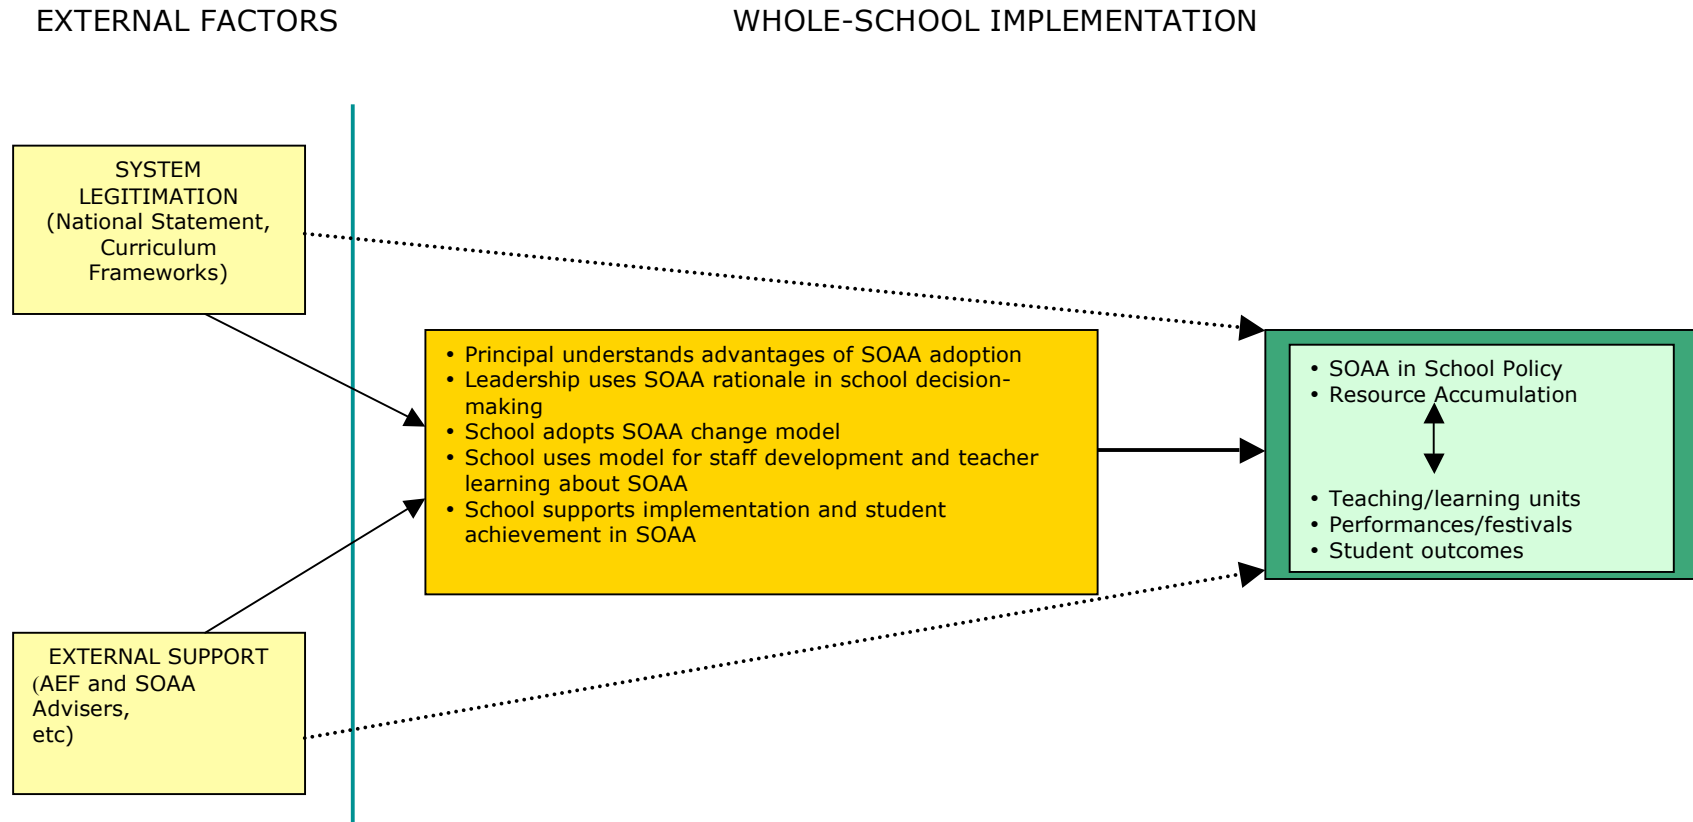 EXTERNAL FACTORS
WHOLE-SCHOOL IMPLEMENTATION
SYSTEM
LEGITIMATION
(National Statement,
Curriculum
Frameworks)
• Principal understands advantages of SOAA adoption
• Leadership uses SOAA rationale in school decision-
making
• School adopts SOAA change model
• School uses model for staff development and teacher
learning about SOAA
• School supports implementation and student
achievement in SOAA
• SOAA in School Policy
• Resource Accumulation
• Teaching/learning units
• Performances/festivals
• Student outcomes
EXTERNAL SUPPORT
(AEF and SOAA
Advisers,
etc)